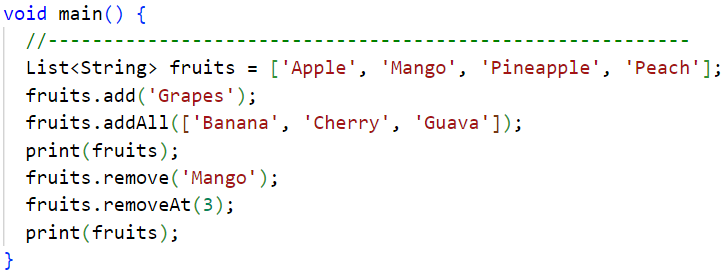 void main() {
//----------------------------------------------------------
List<String> fruits = ['Apple', 'Mango', 'Pineapple', 'Peach'];
fruits.add('Grapes');
fruits.addAll(['Banana', 'Cherry', 'Guava']);
print(fruits);
fruits.remove('Mango');
fruits.removeAt(3);
print(fruits);
}